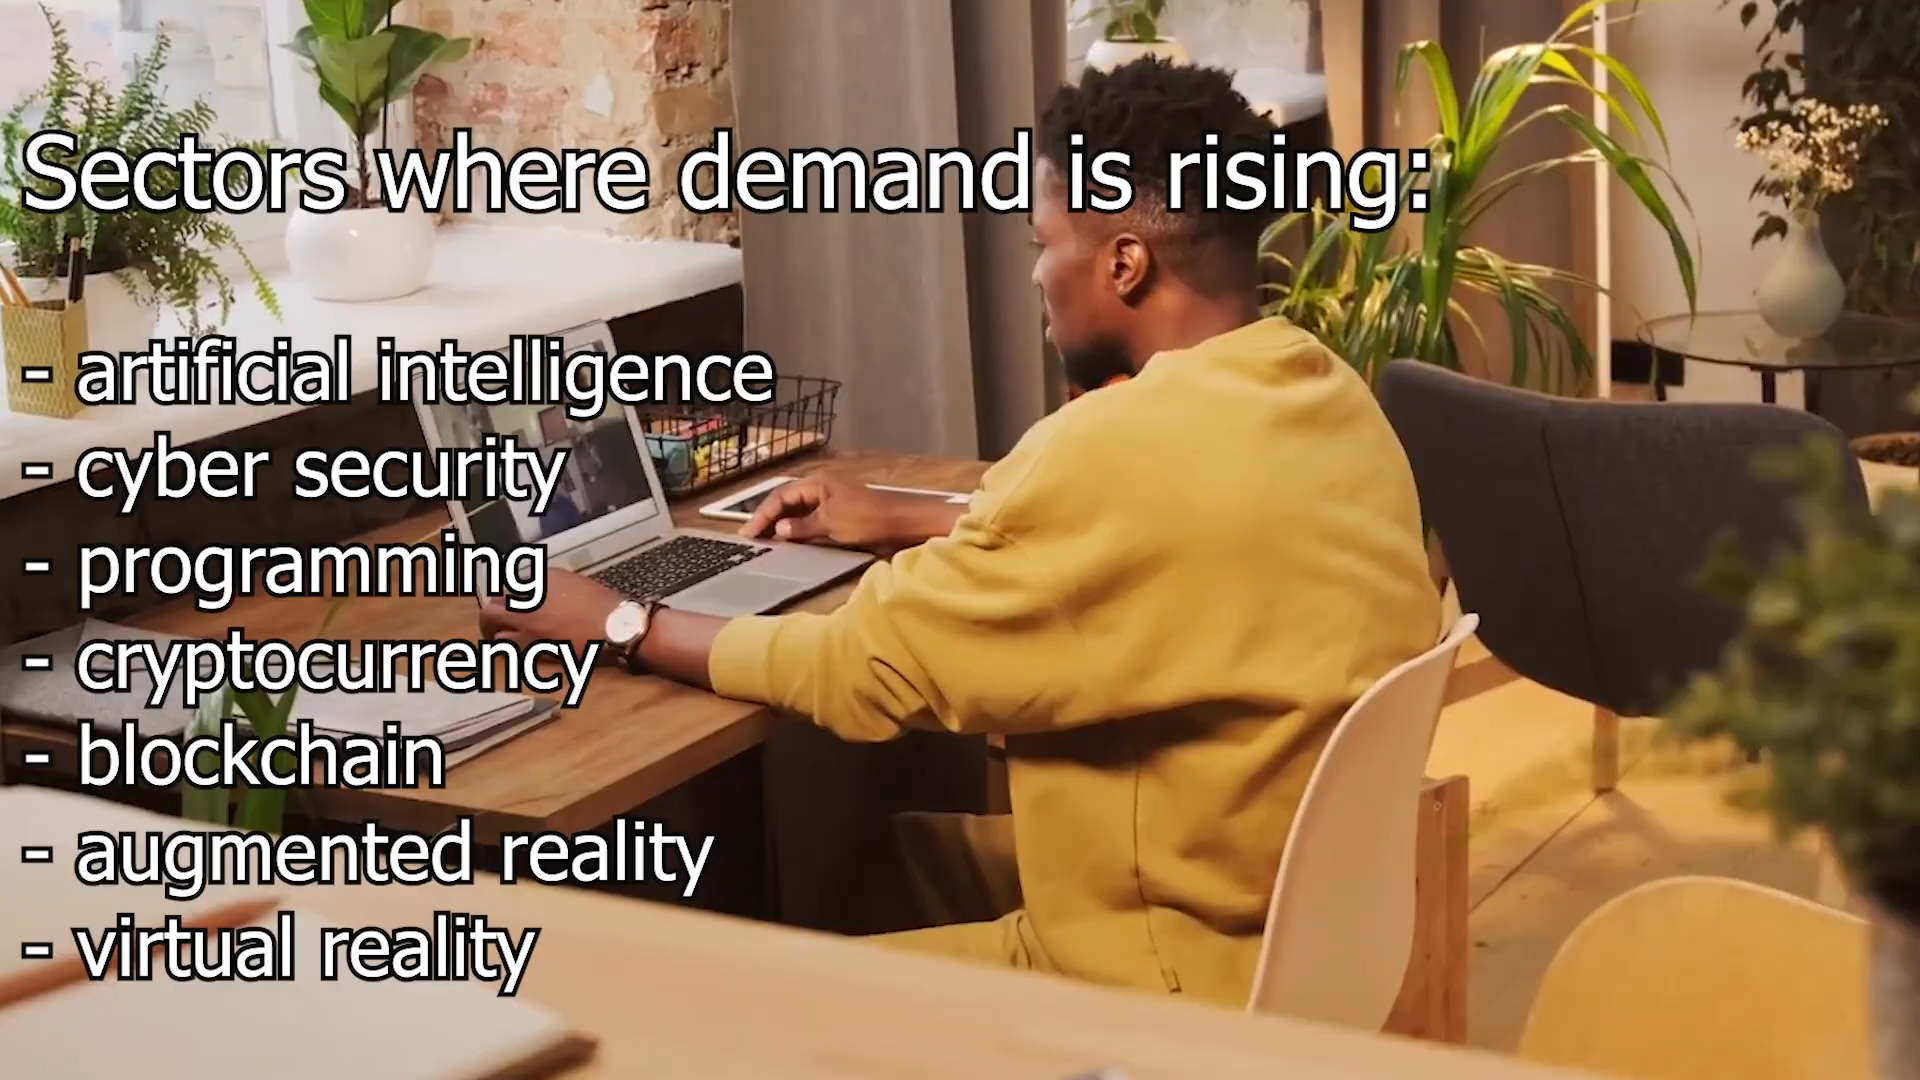 Sectors where demand is rising:
- artificial intelligence
- cyber security
- programming
- cryptocurrency
- blockchain
- augmented reality
- virtual reality